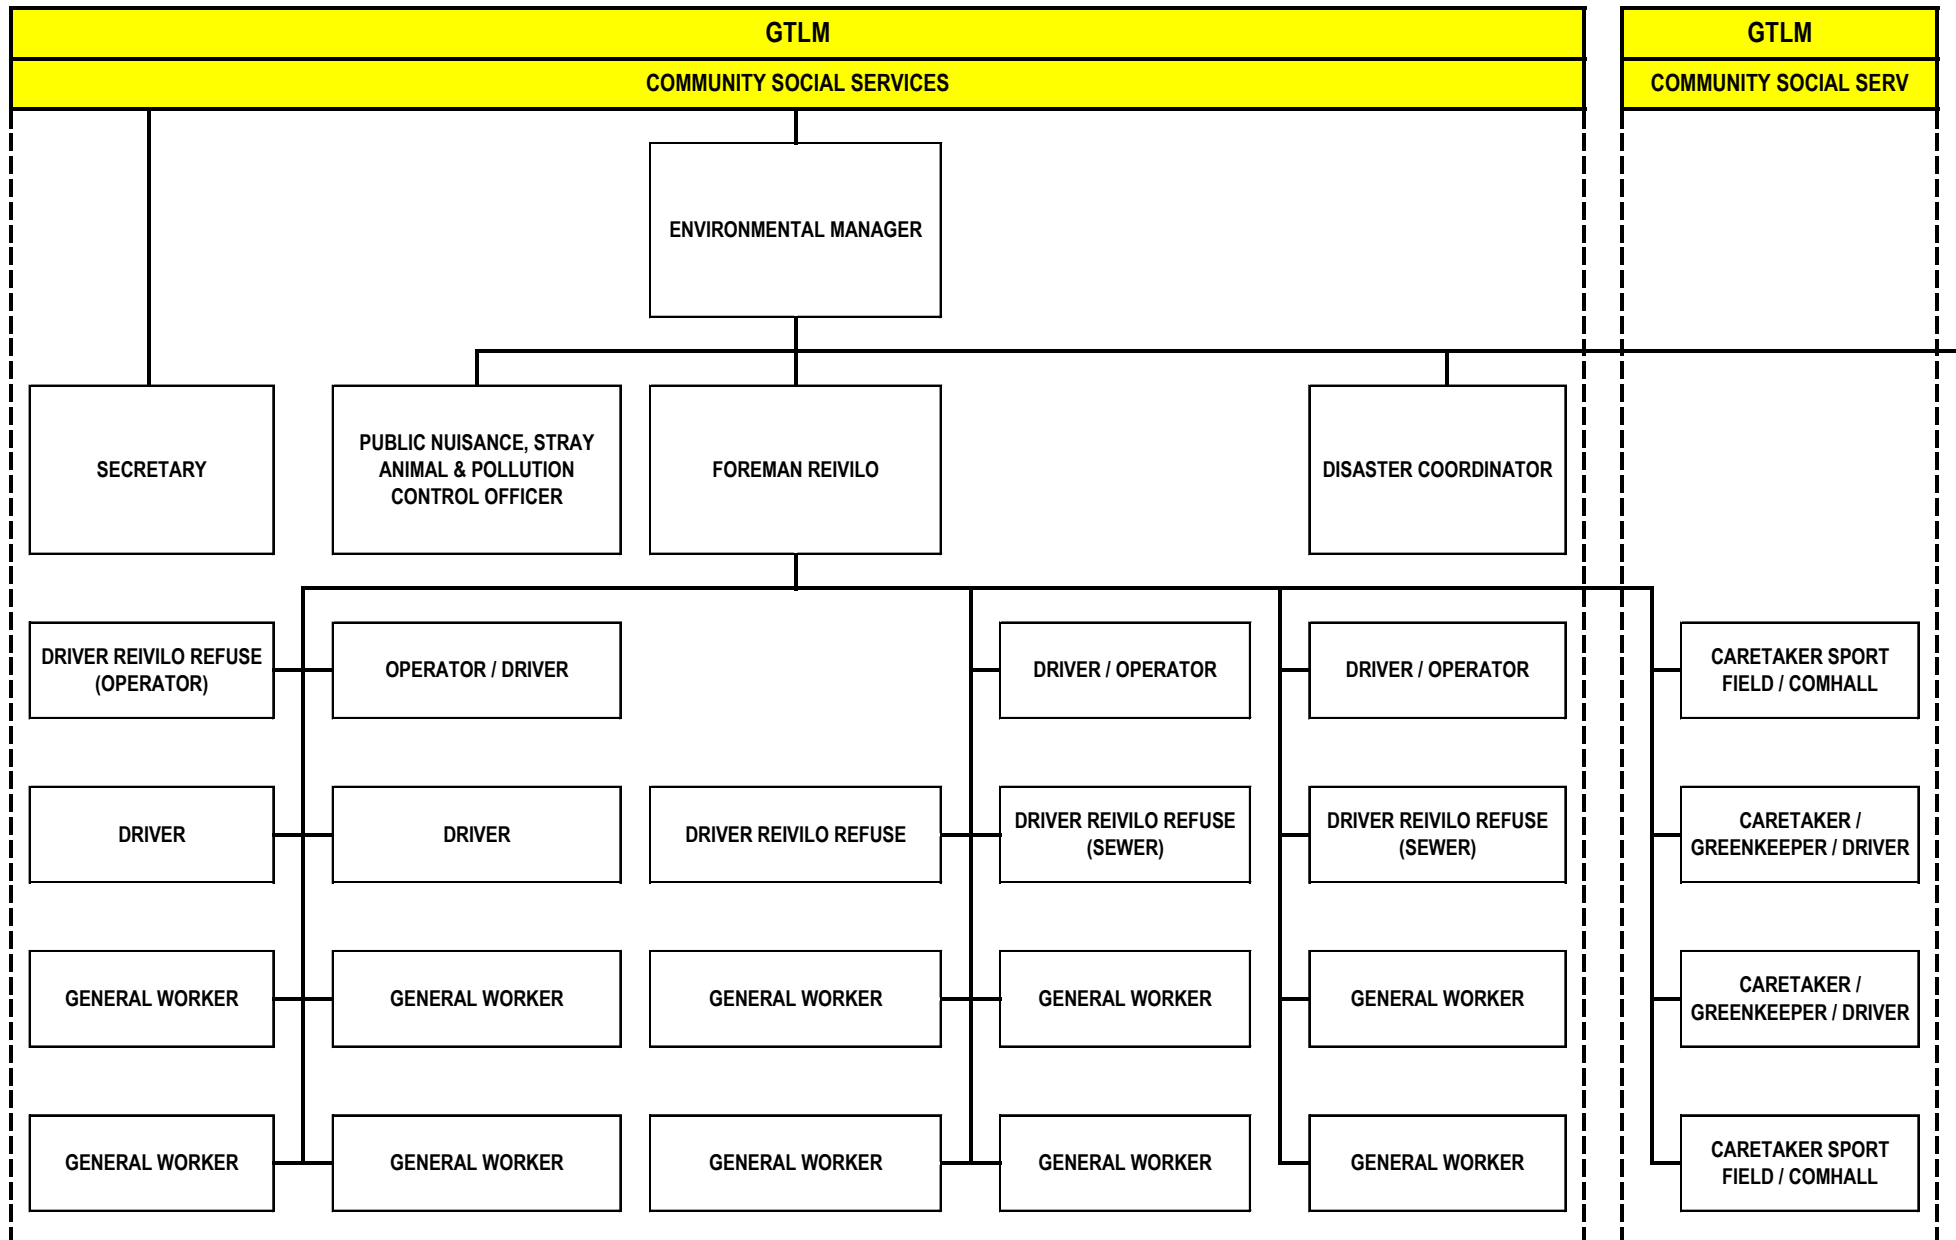 GTLM
GTLM
COMMUNITY SOCIAL SERVICES
COMMUNITY SOCIAL SERV
ENVIRONMENTAL MANAGER
SECRETARY
PUBLIC NUISANCE, STRAY
ANIMAL & POLLUTION
CONTROL OFFICER
FOREMAN REIVILO
DISASTER COORDINATOR
DRIVER REIVILO REFUSE
(OPERATOR)
OPERATOR / DRIVER
DRIVER / OPERATOR
DRIVER / OPERATOR
CARETAKER SPORT
FIELD / COMHALL
DRIVER
DRIVER
DRIVER REIVILO REFUSE
DRIVER REIVILO REFUSE
(SEWER)
DRIVER REIVILO REFUSE
(SEWER)
CARETAKER /
GREENKEEPER / DRIVER
GENERAL WORKER
GENERAL WORKER
GENERAL WORKER
GENERAL WORKER
GENERAL WORKER
CARETAKER /
GREENKEEPER / DRIVER
GENERAL WORKER
GENERAL WORKER
GENERAL WORKER
GENERAL WORKER
GENERAL WORKER
CARETAKER SPORT
FIELD / COMHALL